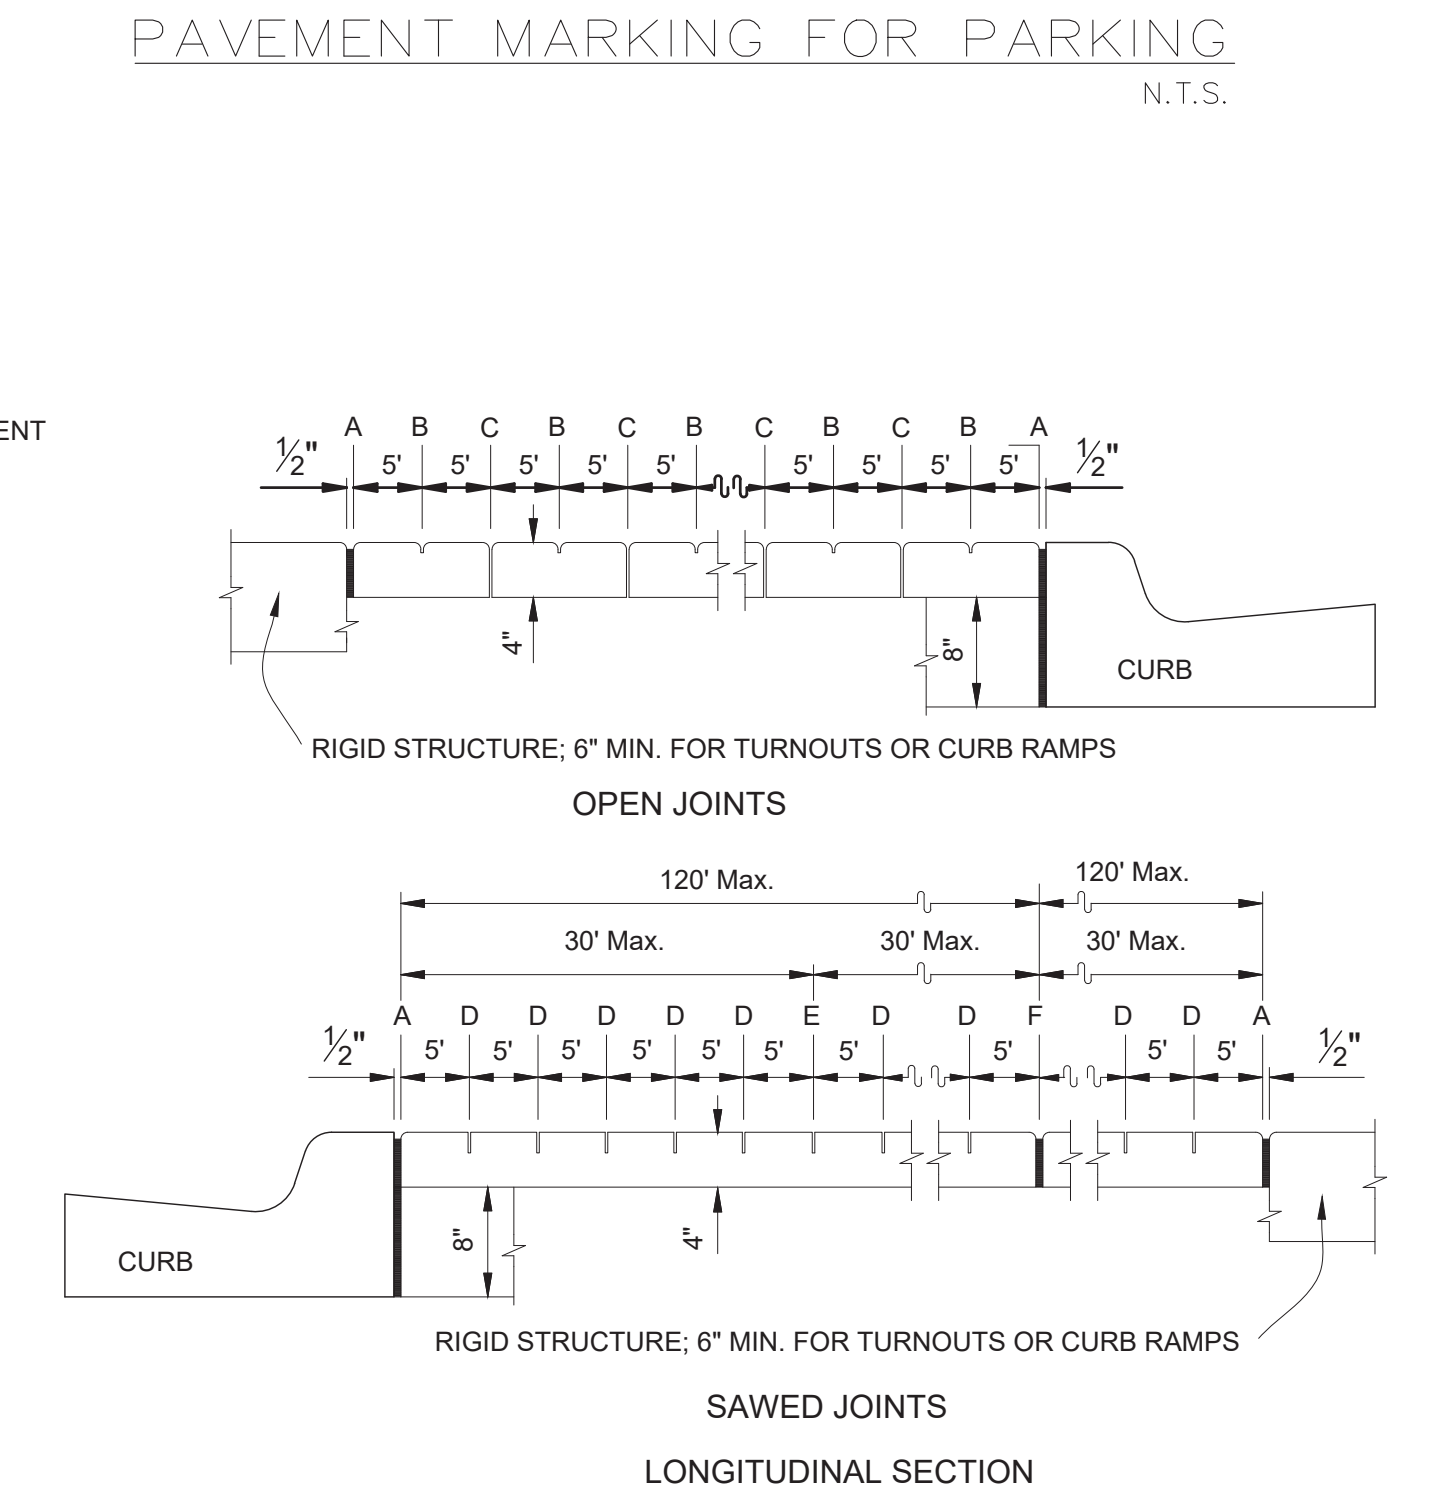 PAVEMENT MARKING FOR PARKING
N.T.S.
ENT
A B C B C B C B C B A
1/2" 5' 5' 5' 5' 5' 5' 5' 5' 5' 1/2"
4"
8"
CURB
RIGID STRUCTURE; 6" MIN. FOR TURNOUTS OR CURB RAMPS
OPEN JOINTS
120' Max. 120' Max.
30' Max. 30' Max. 30' Max.
A D D D D D E D D F D D A
1/2" 5' 5' 5' 5' 5' 5' 5' 5' 5' 5' 1/2"
8"
4"
CURB
RIGID STRUCTURE; 6" MIN. FOR TURNOUTS OR CURB RAMPS
SAWED JOINTS
LONGITUDINAL SECTION